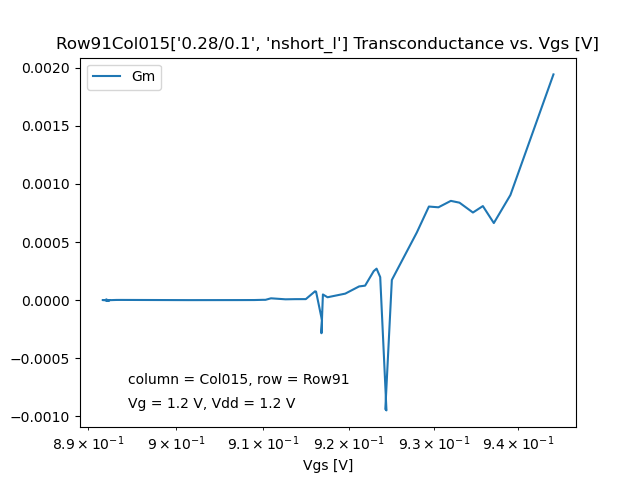 Row91Col015['0.28/0.1', 'nshort_l'] Transconductance vs. Vgs [V]
Gm
0.0020
0.0015
0.0010
0.0005
0.0000
−0.0005
−0.0010
column = Col015, row = Row91
Vg = 1.2 V, Vdd = 1.2 V
8.9 × 10⁻¹ 9 × 10⁻¹ 9.1 × 10⁻¹ 9.2 × 10⁻¹ 9.3 × 10⁻¹ 9.4 × 10⁻¹
Vgs [V]